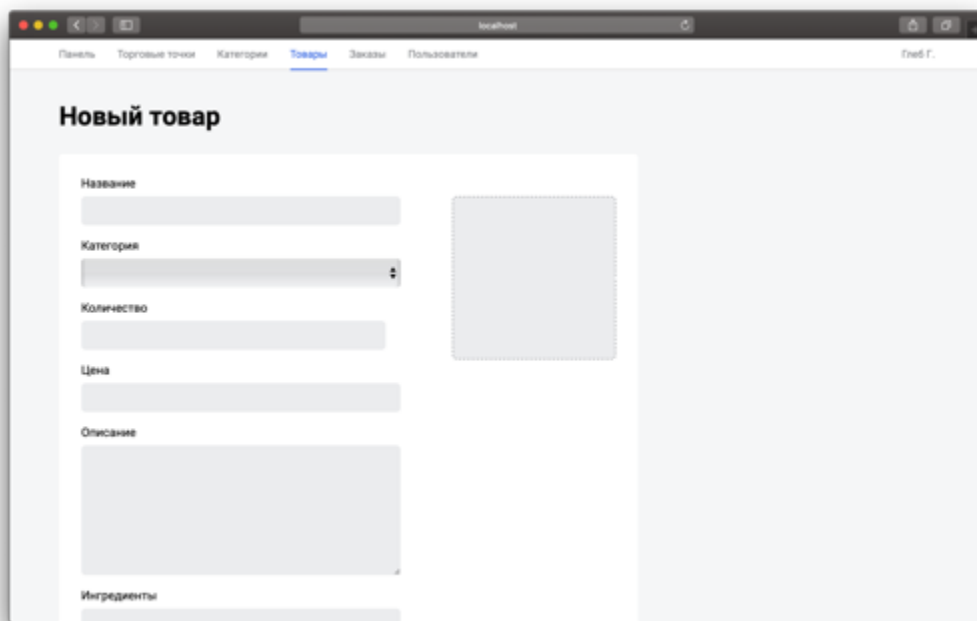 localhost
Панель Торговые точки Категории Товары Заказы Пользователи Глеб Г.
Новый товар
Название
Категория
Количество
Цена
Описание
Ингредиенты